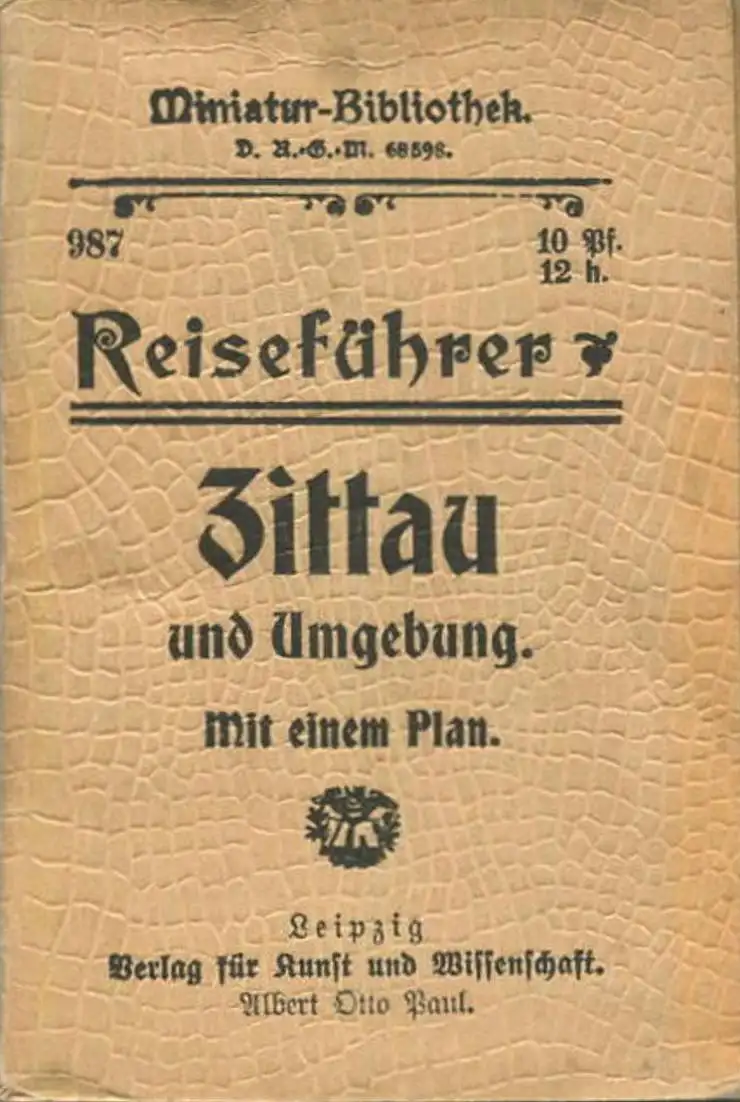 Miniatur-Bibliothek.
D. R.-G.-M. 68598.
987
10 Pf.
12 h.
Reiseführer
Zittau
und Umgebung.
Mit einem Plan.
Leipzig
Verlag für Kunst und Wissenschaft.
Albert Otto Paul.